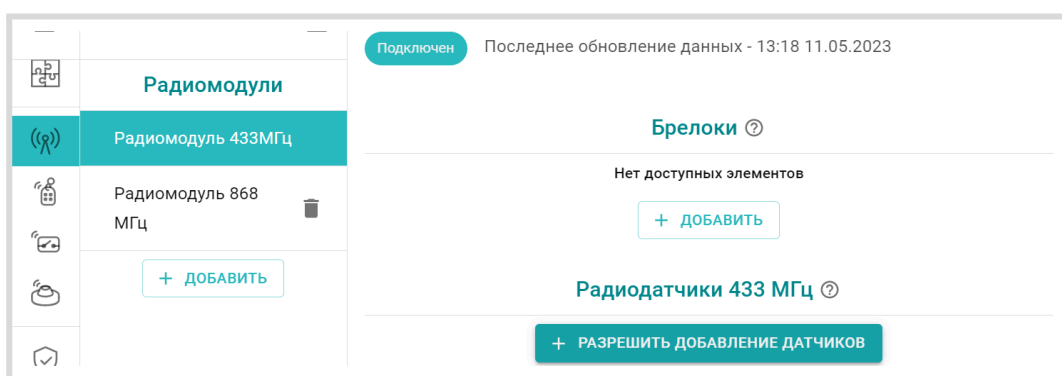 Подключен
Последнее обновление данных - 13:18 11.05.2023
Радиомодули
Радиомодуль 433МГц
Радиомодуль 868
МГц
+ ДОБАВИТЬ
Брелоки
Нет доступных элементов
+ ДОБАВИТЬ
Радиодатчики 433 МГц
+ РАЗРЕШИТЬ ДОБАВЛЕНИЕ ДАТЧИКОВ